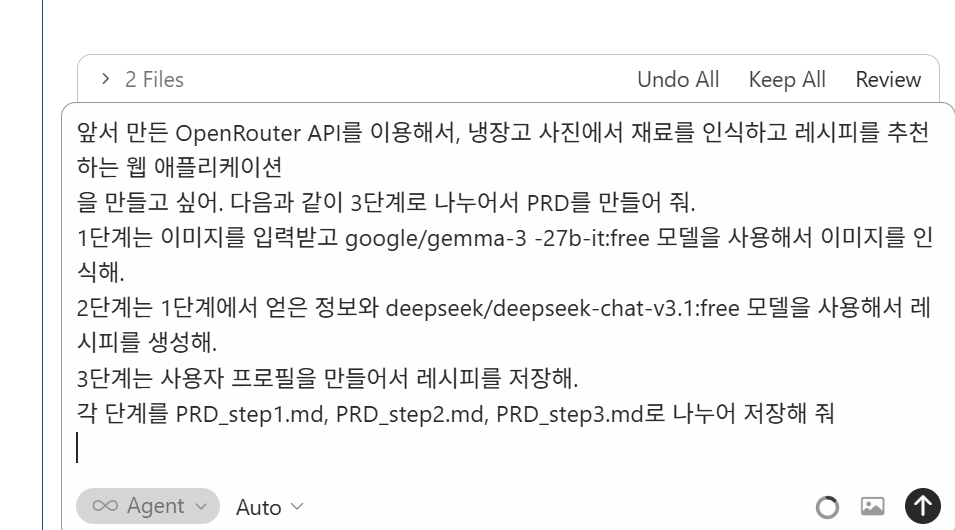 2 Files Undo All Keep All Review
앞서 만든 OpenRouter API를 이용해서, 냉장고 사진에서 재료를 인식하고 레시피를 추천
하는 웹 애플리케이션
을 만들고 싶어. 다음과 같이 3단계로 나누어서 PRD를 만들어 줘.
1단계는 이미지를 입력받고 google/gemma-3 -27b-it:free 모델을 사용해서 이미지를 인
식해.
2단계는 1단계에서 얻은 정보와 deepseek/deepseek-chat-v3.1:free 모델을 사용해서 레
시피를 생성해.
3단계는 사용자 프로필을 만들어서 레시피를 저장해.
각 단계를 PRD_step1.md, PRD_step2.md, PRD_step3.md로 나누어 저장해 줘
Agent Auto